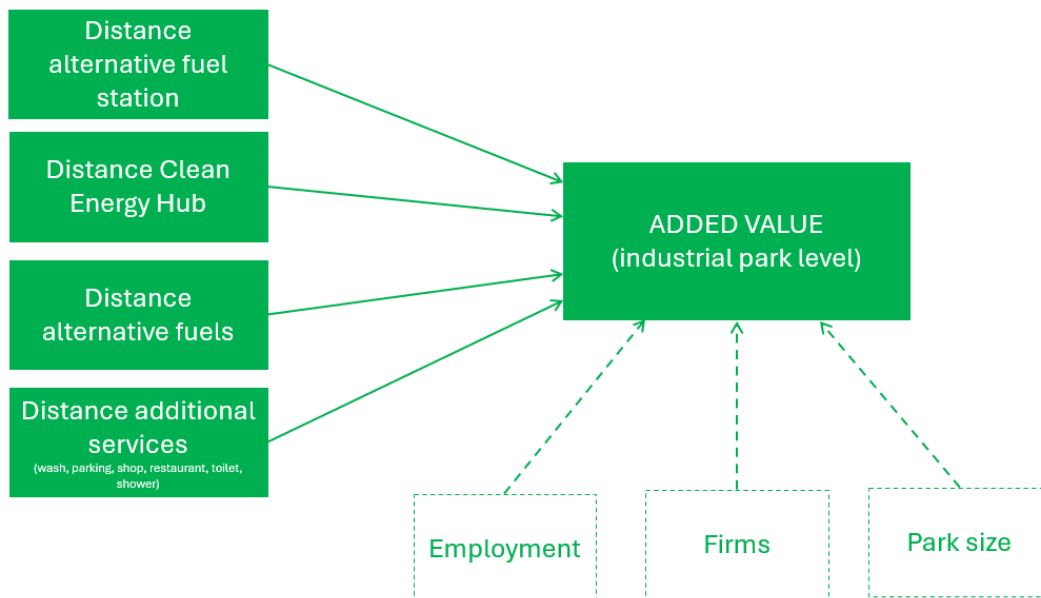 Distance
alternative fuel
station
Distance Clean
Energy Hub
Distance
alternative fuels
Distance additional
services
(wash, parking, shop, restaurant, toilet,
shower)
ADDED VALUE
(industrial park level)
Employment
Firms
Park size